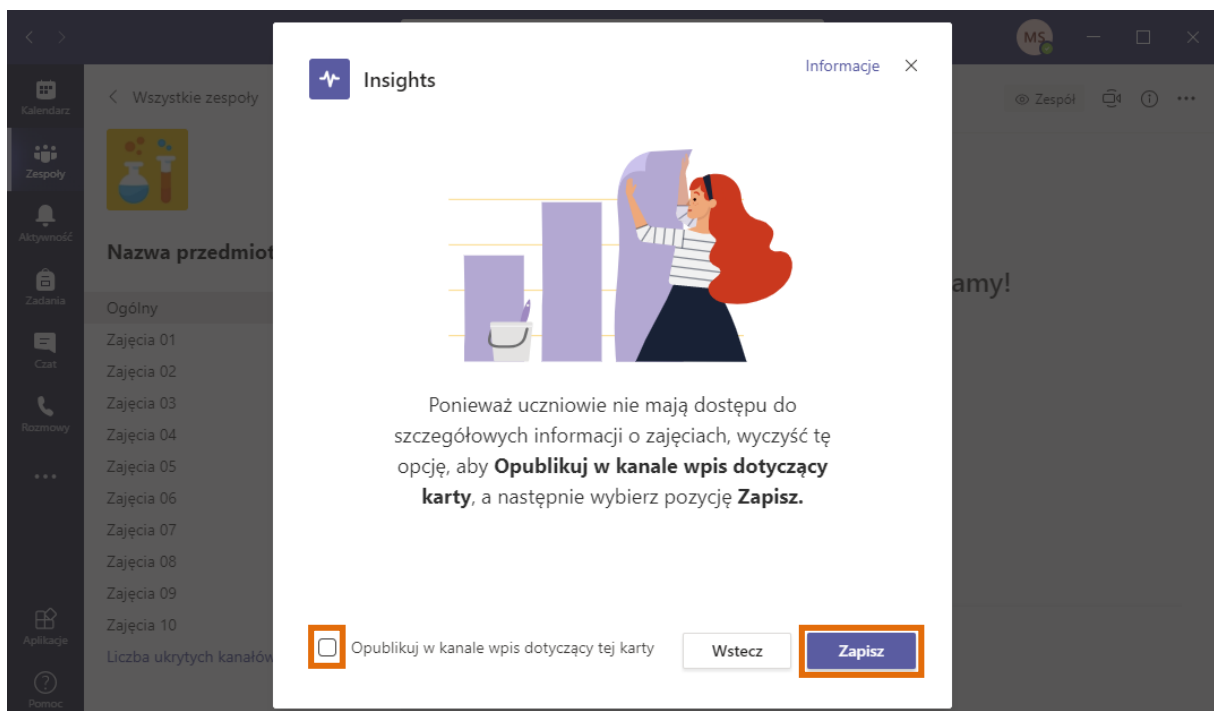 MS
Kalendarz
Zespoły
Aktywność
Zadania
Czat
Rozmowy
Aplikacje
Pomoc
Wszystkie zespoły
Nazwa przedmiot
Ogólny
Zajęcia 01
Zajęcia 02
Zajęcia 03
Zajęcia 04
Zajęcia 05
Zajęcia 06
Zajęcia 07
Zajęcia 08
Zajęcia 09
Zajęcia 10
Liczba ukrytych kanałów
Insights
Informacje
Ponieważ uczniowie nie mają dostępu do
szczegółowych informacji o zajęciach, wyczyść tę
opcję, aby Opublikuj w kanale wpis dotyczący
karty, a następnie wybierz pozycję Zapisz.
Opublikuj w kanale wpis dotyczący tej karty
Wstecz
Zapisz
Zespół
amy!